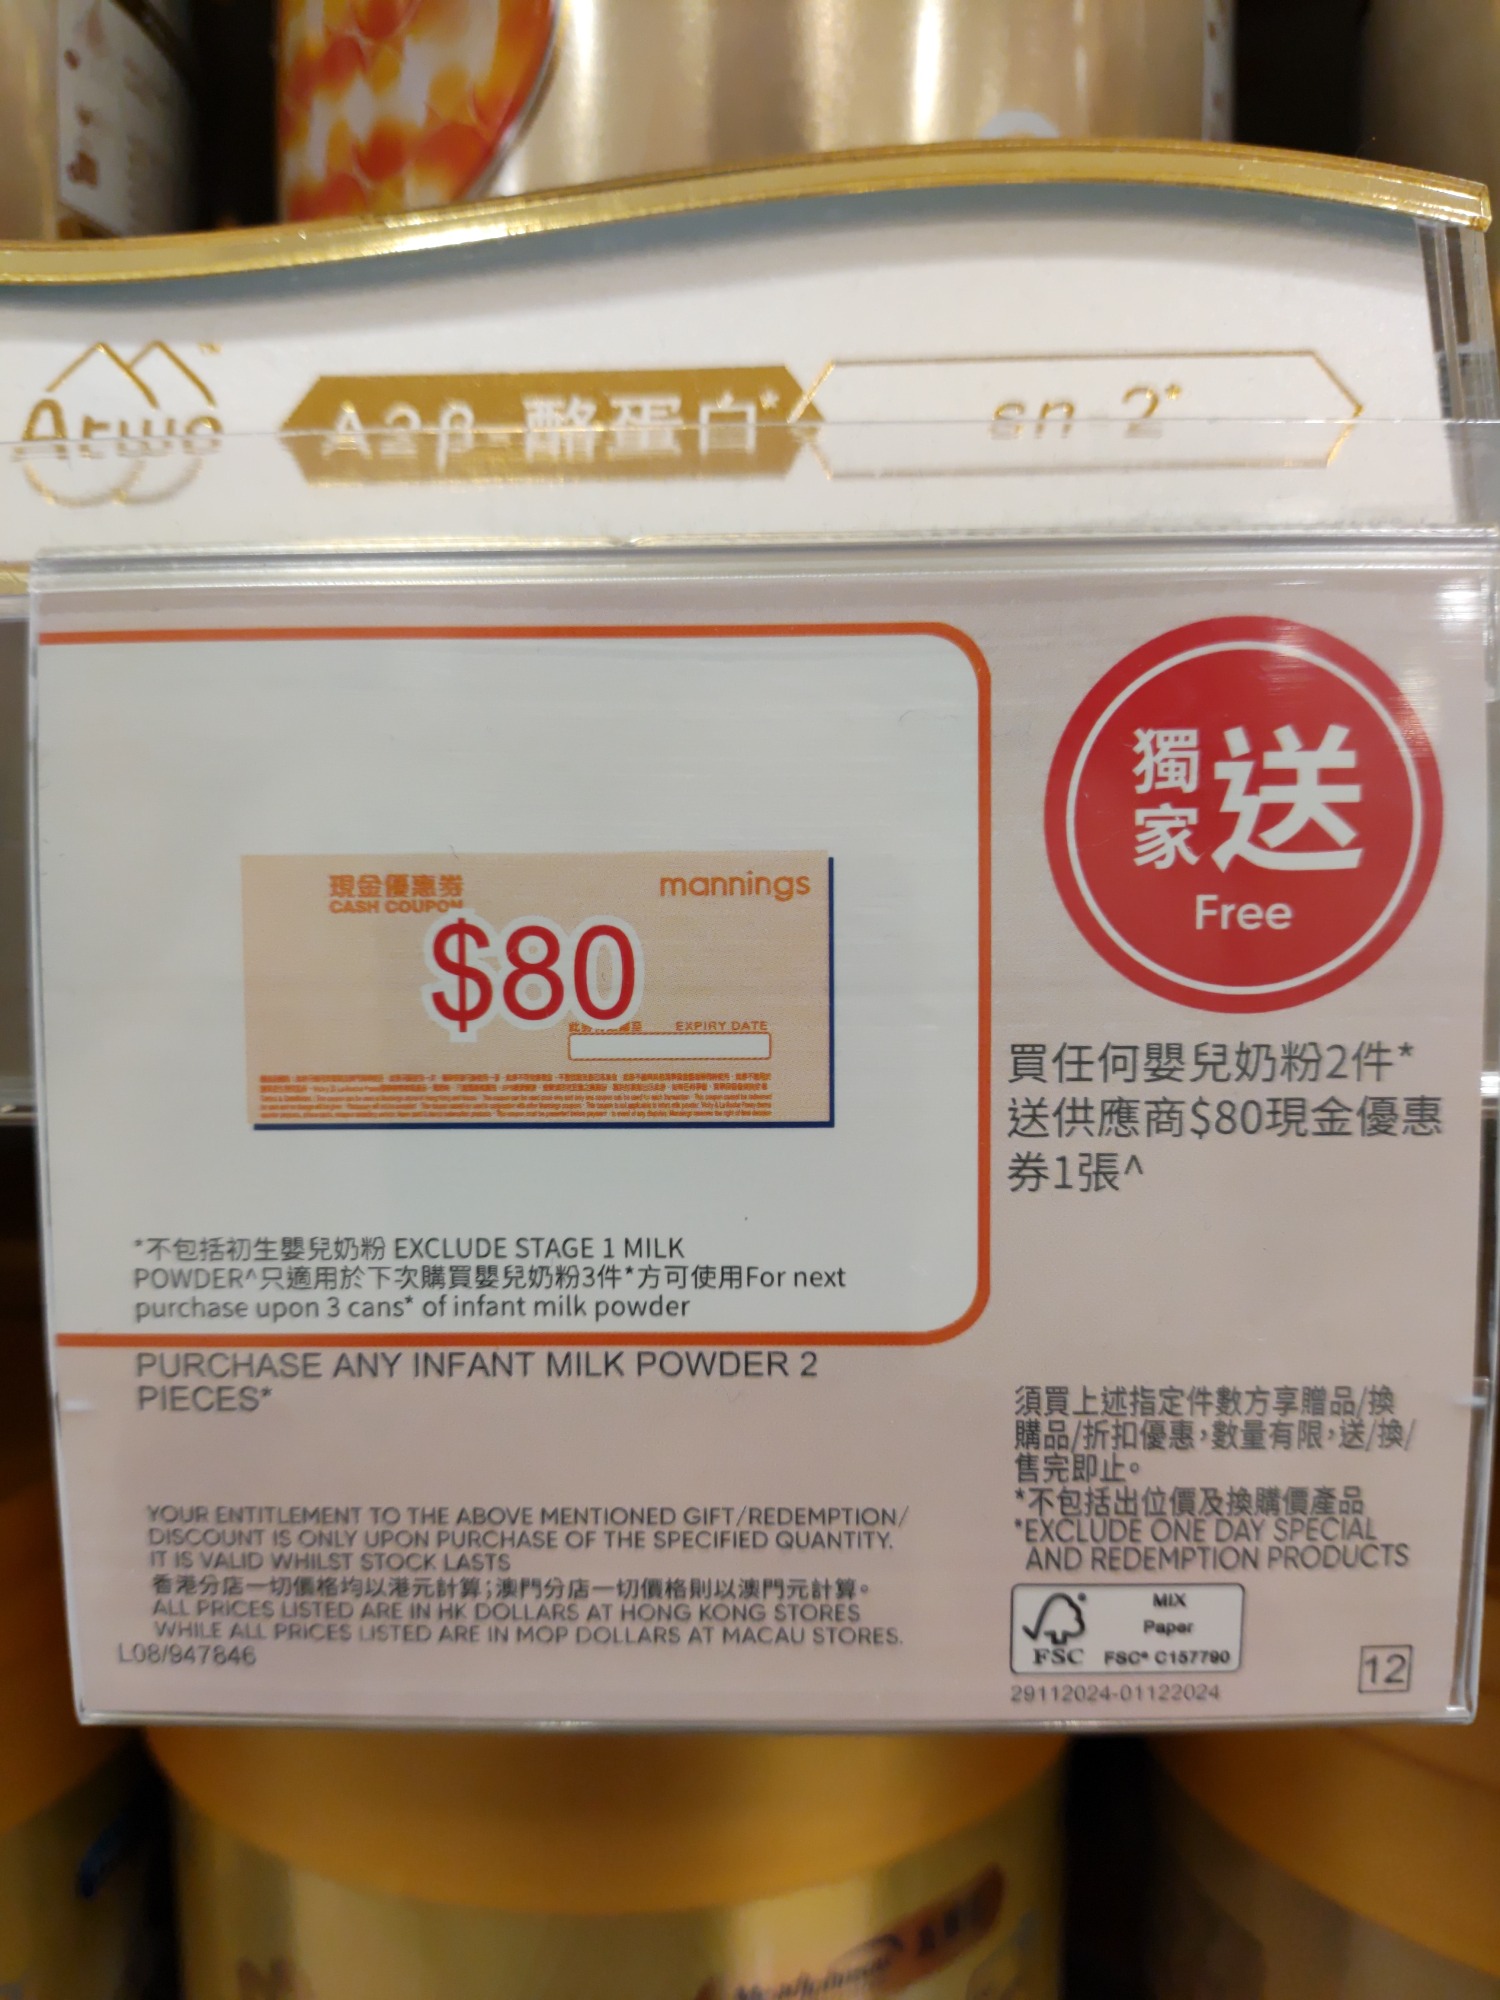 Arwo
A2β-酪蛋白*
sn-2*
獨家
送
Free
現金優惠券
CASH COUPON
mannings
$80
EXPIRY DATE
買任何嬰兒奶粉2件*
送供應商$80現金優惠
券1張^
*不包括初生嬰兒奶粉 EXCLUDE STAGE 1 MILK
POWDER^只適用於下次購買嬰兒奶粉3件*方可使用For next
purchase upon 3 cans* of infant milk powder
PURCHASE ANY INFANT MILK POWDER 2
PIECES*
須買上述指定件數方享贈品/換
購品/折扣優惠,數量有限,送/換/
售完即止。
*不包括出位價及換購價產品
*EXCLUDE ONE DAY SPECIAL
AND REDEMPTION PRODUCTS
YOUR ENTITLEMENT TO THE ABOVE MENTIONED GIFT/REDEMPTION/
DISCOUNT IS ONLY UPON PURCHASE OF THE SPECIFIED QUANTITY.
IT IS VALID WHILST STOCK LASTS
香港分店一切價格均以港元計算;澳門分店一切價格則以澳門元計算。
ALL PRICES LISTED ARE IN HK DOLLARS AT HONG KONG STORES
WHILE ALL PRICES LISTED ARE IN MOP DOLLARS AT MACAU STORES.
L08/947846
MIX
Paper
FSC
FSC® C157790
29112024-01122024
12